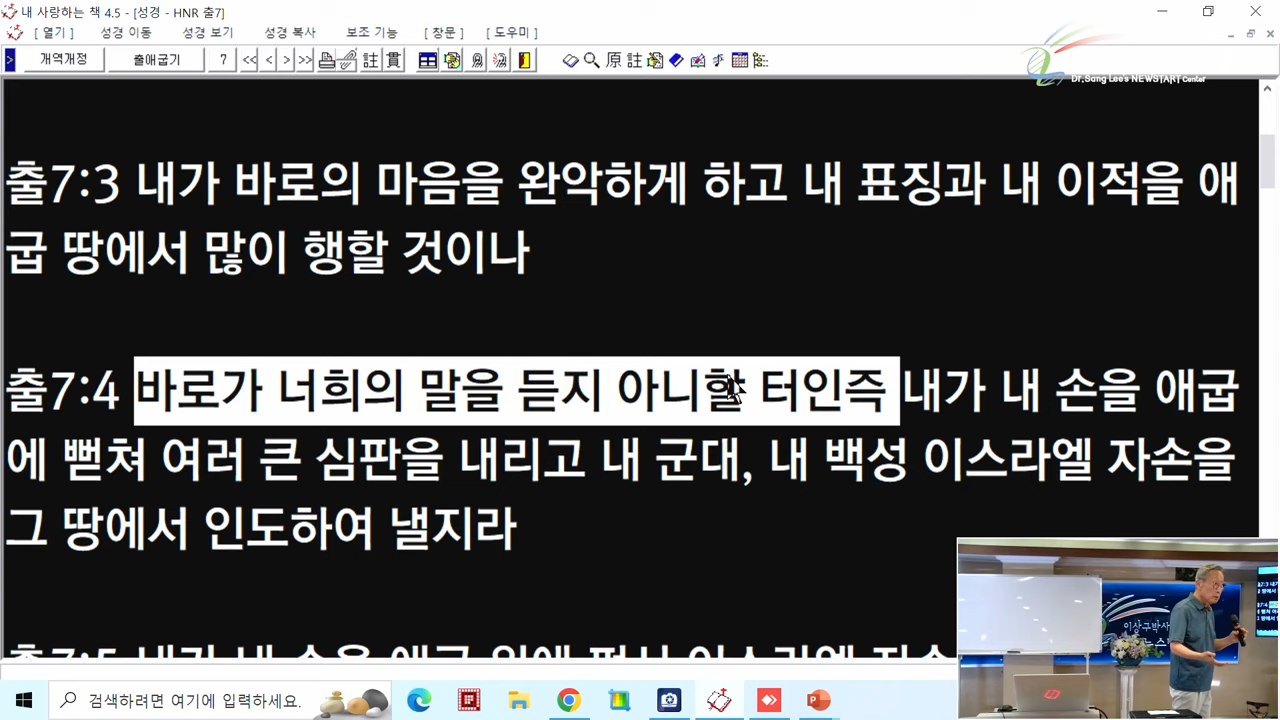 내 사랑하는 책 4.5 - [성경 - HNR 출7]
[ 열기 ] 성경 이동 성경 보기 성경 복사 보조 기능 [ 창문 ] [ 도우미 ]
개역개정 출애굽기 7 << < > >> 註 貫 原 註
Dr.Sang Lee's NEWSTART Center
출7:3 내가 바로의 마음을 완악하게 하고 내 표징과 내 이적을 애
굽 땅에서 많이 행할 것이나
출7:4 바로가 너희의 말을 듣지 아니할 터인즉 내가 내 손을 애굽
에 뻗쳐 여러 큰 심판을 내리고 내 군대, 내 백성 이스라엘 자손을
그 땅에서 인도하여 낼지라
이상구박사
검색하려면 여기에 입력하세요.